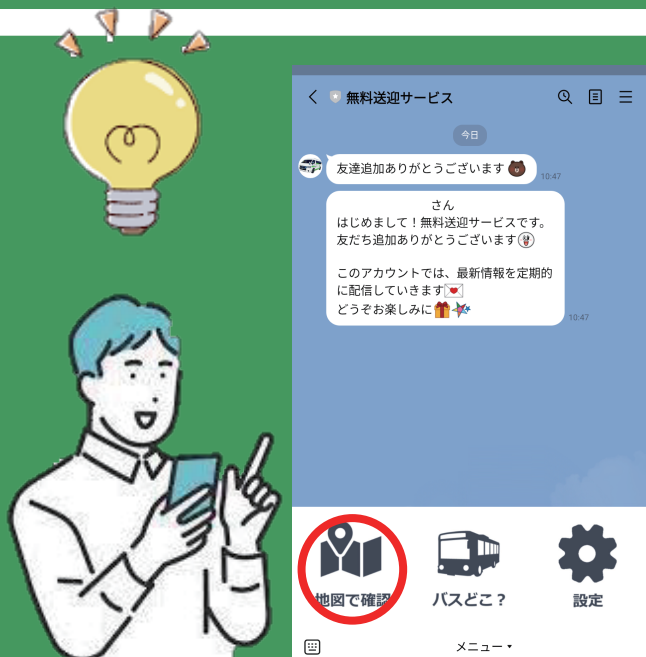 無料送迎サービス
今日
友達追加ありがとうございます
10:47
さん
はじめまして！無料送迎サービスです。
友だち追加ありがとうございます
このアカウントでは、最新情報を定期的
に配信していきます
どうぞお楽しみに
10:47
地図で確認
バスどこ？
設定
メニュー▼